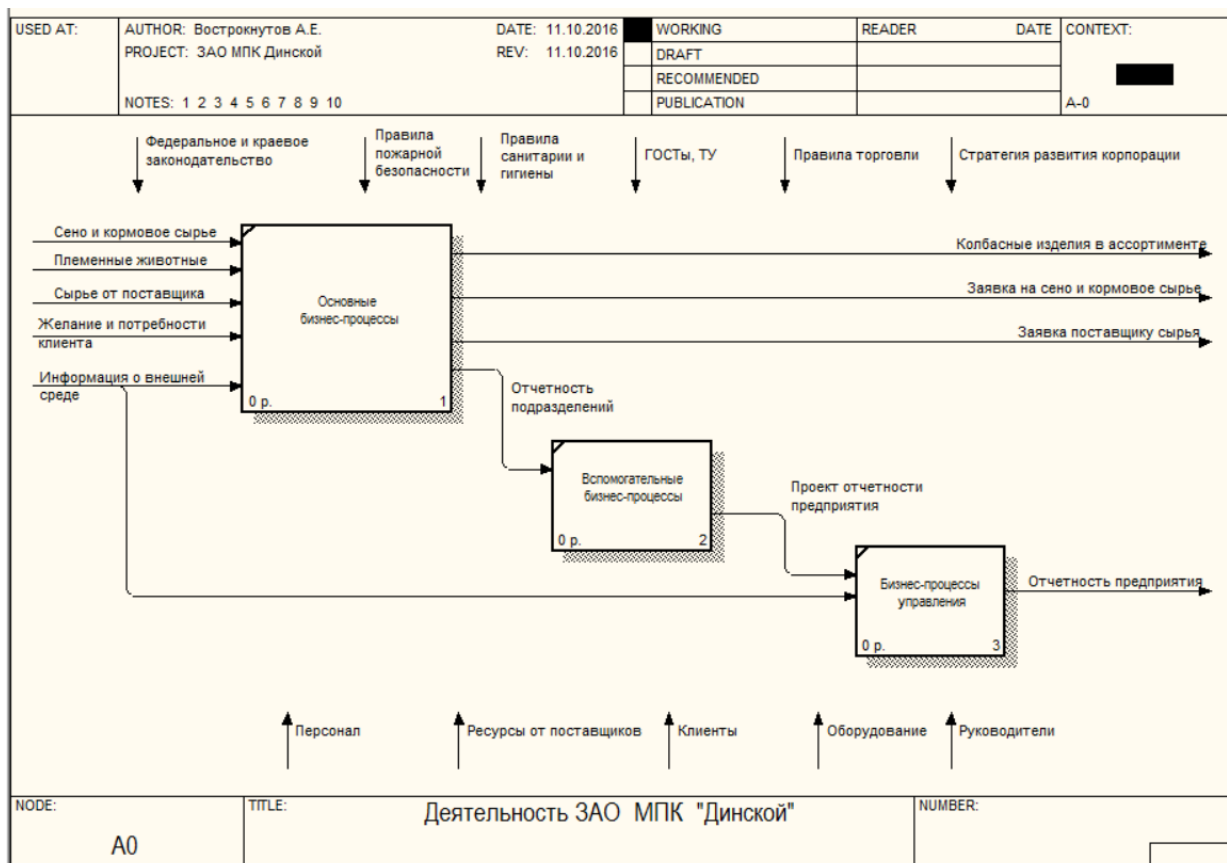 USED AT:
AUTHOR: Вострокнутов А.Е.
DATE: 11.10.2016
WORKING
READER
DATE
CONTEXT:
PROJECT: ЗАО МПК Динской
REV: 11.10.2016
DRAFT
RECOMMENDED
NOTES: 1 2 3 4 5 6 7 8 9 10
PUBLICATION
A-0
Федеральное и краевое
законодательство
Правила
пожарной
безопасности
Правила
санитарии и
гигиены
ГОСТы, ТУ
Правила торговли
Стратегия развития корпорации
Сено и кормовое сырье
Племенные животные
Сырье от поставщика
Желание и потребности
клиента
Информация о внешней
среде
Основные
бизнес-процессы
0 р.
1
Колбасные изделия в ассортименте
Заявка на сено и кормовое сырье
Заявка поставщику сырья
Отчетность
подразделений
Вспомогательные
бизнес-процессы
0 р.
2
Проект отчетности
предприятия
Бизнес-процессы
управления
0 р.
3
Отчетность предприятия
Персонал
Ресурсы от поставщиков
Клиенты
Оборудование
Руководители
NODE:
A0
TITLE:
Деятельность ЗАО МПК "Динской"
NUMBER: